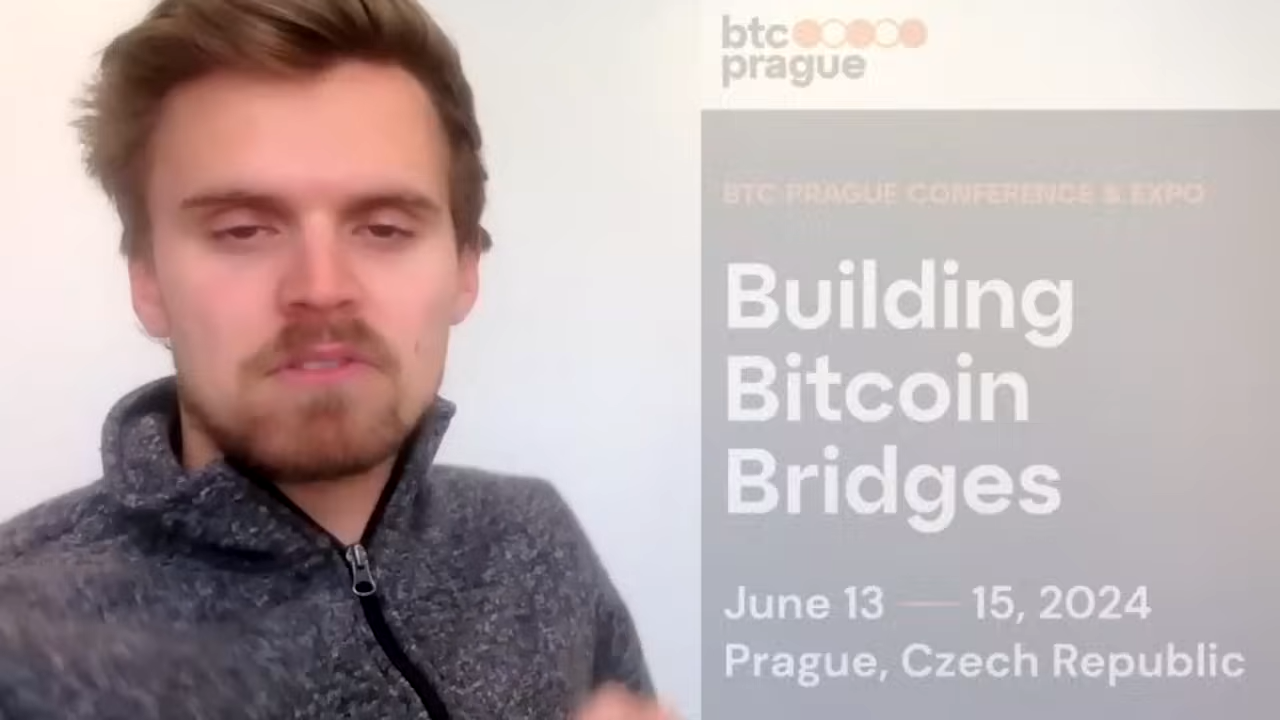 btc
prague
BTC PRAGUE CONFERENCE & EXPO
Building
Bitcoin
Bridges
June 13 — 15, 2024
Prague, Czech Republic